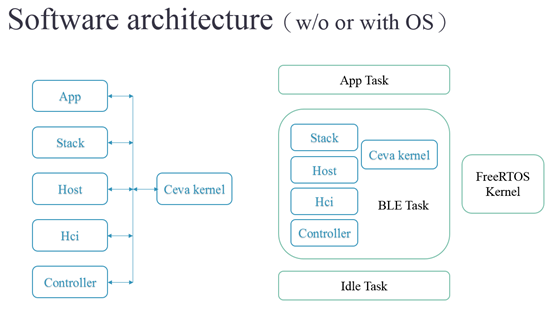 Software architecture（w/o or with OS）
App
Stack
Host
Hci
Controller
Ceva kernel
App Task
Stack
Host
Hci
Controller
Ceva kernel
BLE Task
Idle Task
FreeRTOS
Kernel